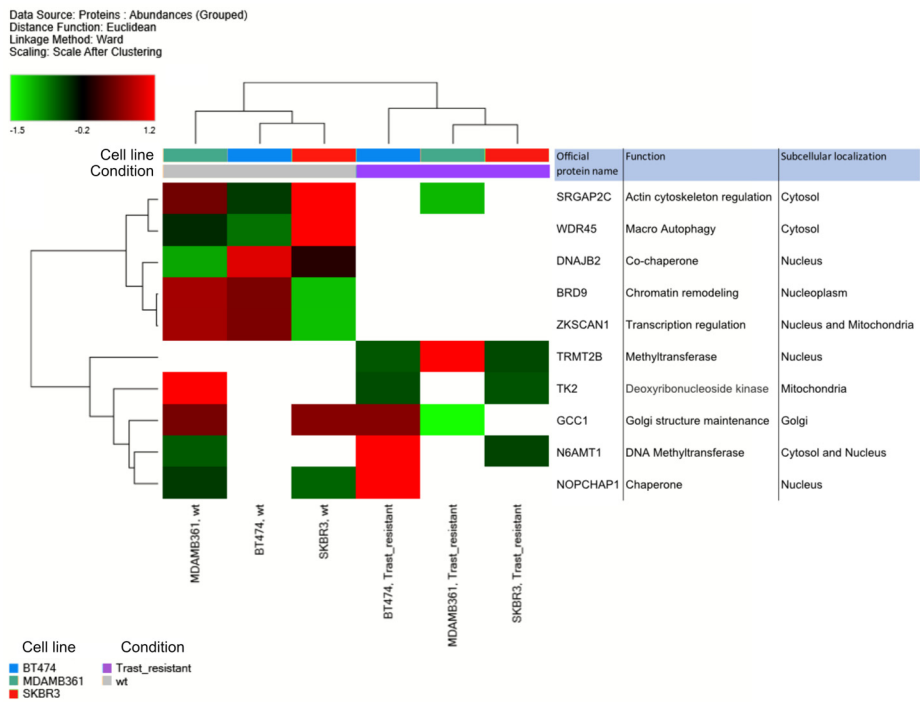 Data Source: Proteins : Abundances (Grouped)
Distance Function: Euclidean
Linkage Method: Ward
Scaling: Scale After Clustering
-1.5 -0.2 1.2
Cell line
Condition
Official protein name Function Subcellular localization
SRGAP2C Actin cytoskeleton regulation Cytosol
WDR45 Macro Autophagy Cytosol
DNAJB2 Co-chaperone Nucleus
BRD9 Chromatin remodeling Nucleoplasm
ZKSCAN1 Transcription regulation Nucleus and Mitochondria
TRMT2B Methyltransferase Nucleus
TK2 Deoxyribonucleoside kinase Mitochondria
GCC1 Golgi structure maintenance Golgi
N6AMT1 DNA Methyltransferase Cytosol and Nucleus
NOPCHAP1 Chaperone Nucleus
MDAMB361, wt
BT474, wt
SKBR3, wt
BT474, Trast_resistant
MDAMB361, Trast_resistant
SKBR3, Trast_resistant
Cell line Condition
BT474 Trast_resistant
MDAMB361 wt
SKBR3